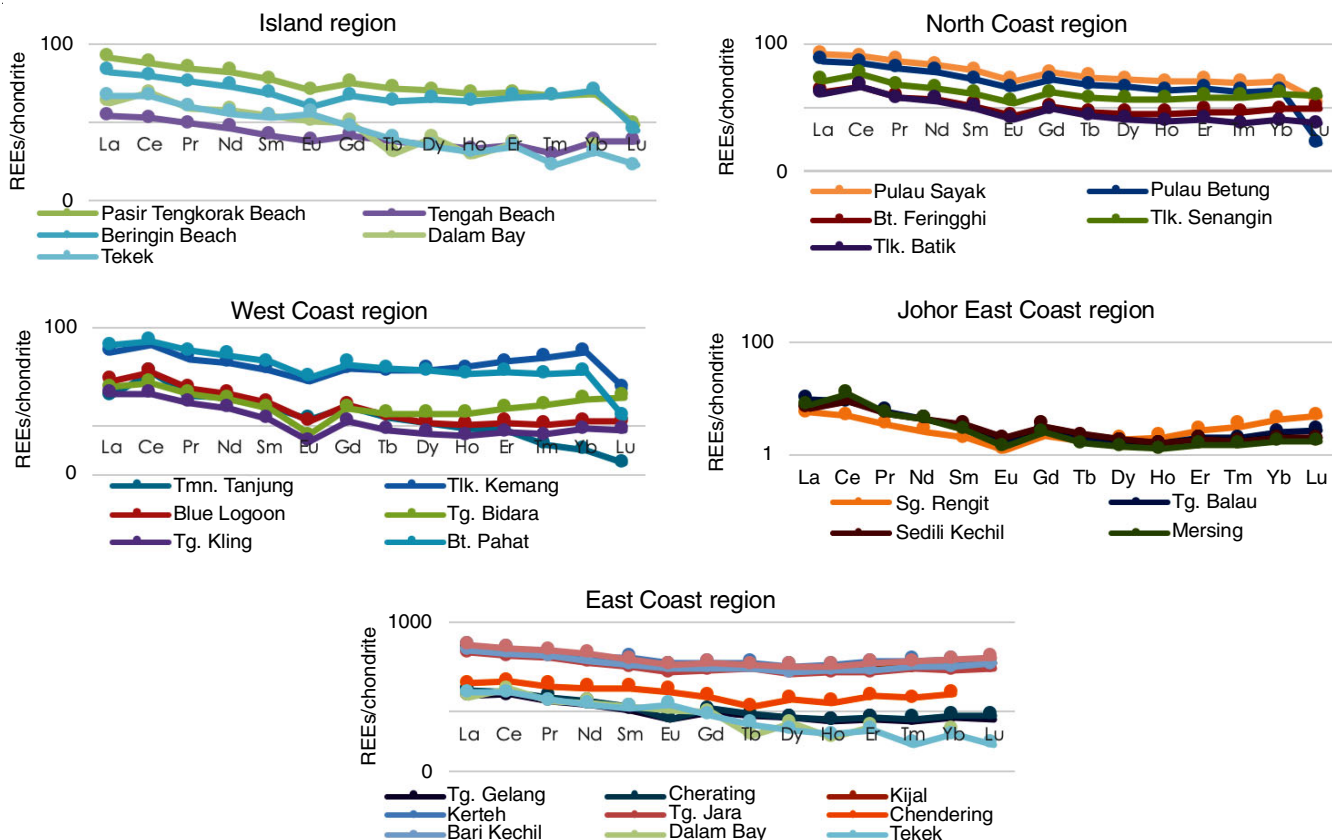 Island region
100
REEs/chondrite
La Ce Pr Nd Sm Eu Gd Tb Dy Ho Er Tm Yb Lu
0
Pasir Tengkorak Beach Tengah Beach
Beringin Beach Dalam Bay
Tekek
North Coast region
100
REEs/chondrite
La Ce Pr Nd Sm Eu Gd Tb Dy Ho Er Tm Yb Lu
0
Pulau Sayak Pulau Betung
Bt. Feringghi Tlk. Senangin
Tlk. Batik
West Coast region
100
REEs/chondrite
La Ce Pr Nd Sm Eu Gd Tb Dy Ho Er Tm Yb Lu
0
Tmn. Tanjung Tlk. Kemang
Blue Logoon Tg. Bidara
Tg. Kling Bt. Pahat
Johor East Coast region
100
REEs/chondrite
1
La Ce Pr Nd Sm Eu Gd Tb Dy Ho Er Tm Yb Lu
Sg. Rengit Tg. Balau
Sedili Kechil Mersing
East Coast region
1000
REEs/chondrite
La Ce Pr Nd Sm Eu Gd Tb Dy Ho Er Tm Yb Lu
0
Tg. Gelang Cherating Kijal
Kerteh Tg. Jara Chendering
Bari Kechil Dalam Bay Tekek